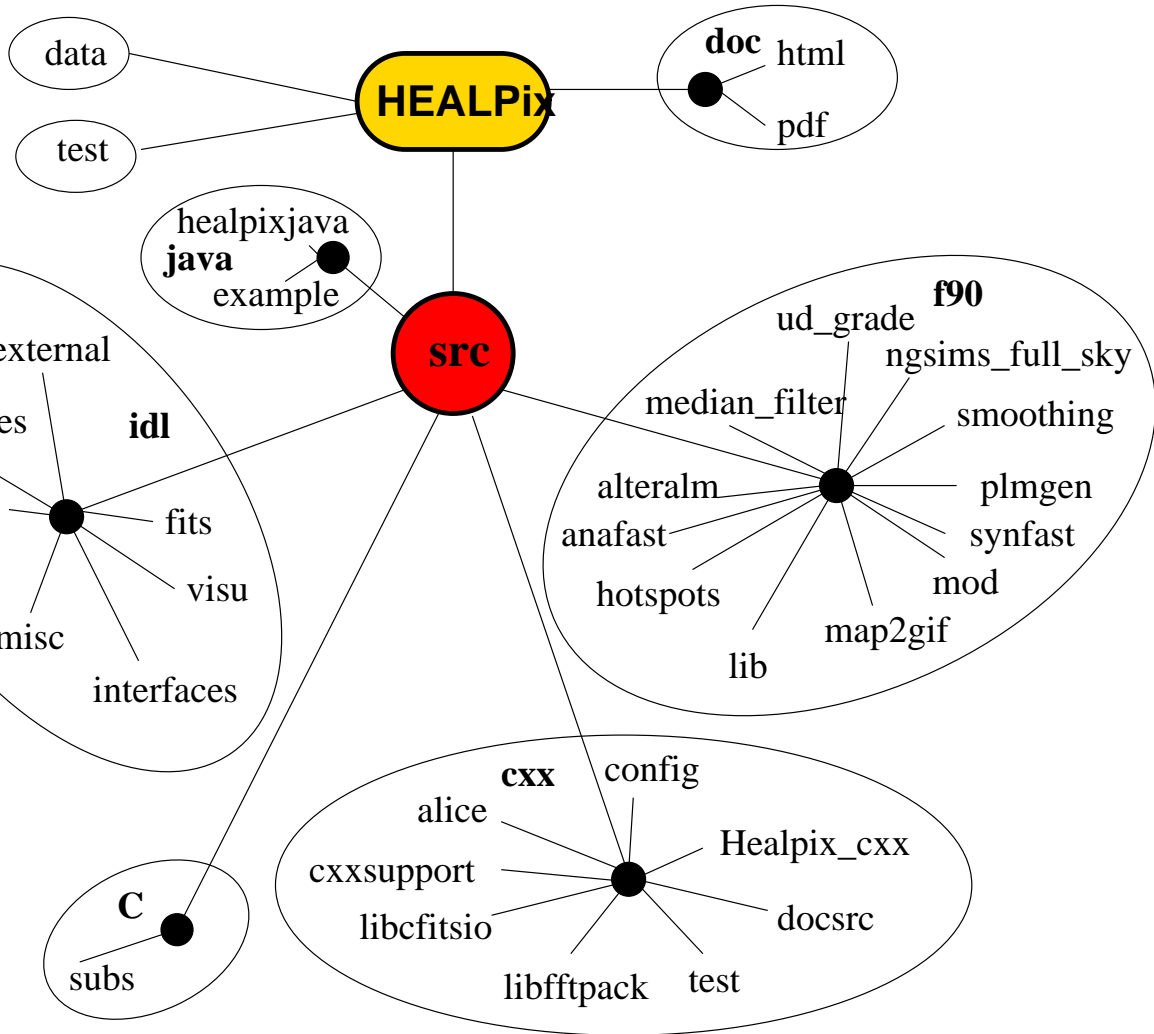 data
HEALPix
doc
html
pdf
test
healpixjava
java
example
src
external
idl
fits
visu
misc
interfaces
f90
ud_grade
ngsims_full_sky
median_filter
smoothing
alteralm
plmgen
anafast
synfast
hotspots
mod
map2gif
lib
cxx
config
alice
Healpix_cxx
cxxsupport
libcfitsio
docsrc
libfftpack
test
C
subs